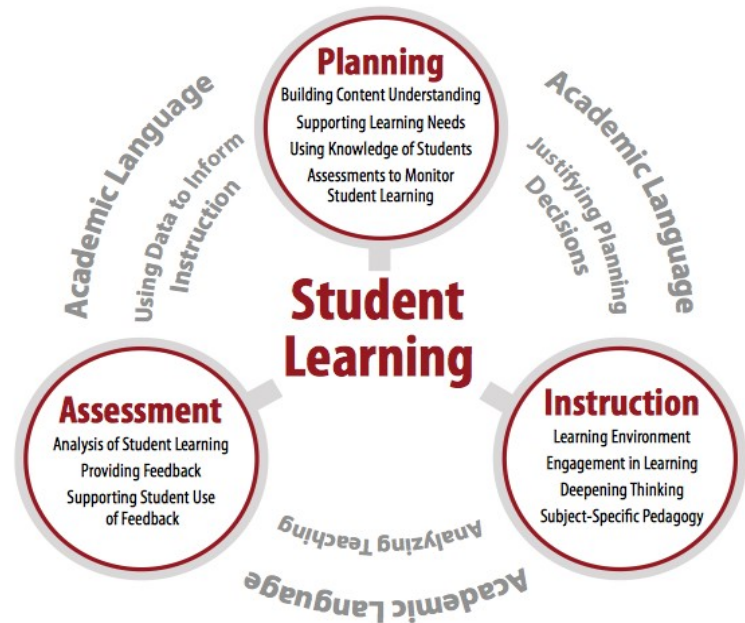 Planning
Building Content Understanding
Supporting Learning Needs
Using Knowledge of Students
Assessments to Monitor
Student Learning
Academic Language
Using Data to Inform
Instruction
Academic Language
Justifying Planning
Decisions
Student
Learning
Assessment
Analysis of Student Learning
Providing Feedback
Supporting Student Use
of Feedback
Instruction
Learning Environment
Engagement in Learning
Deepening Thinking
Subject-Specific Pedagogy
Analyzing Teaching
Academic Language